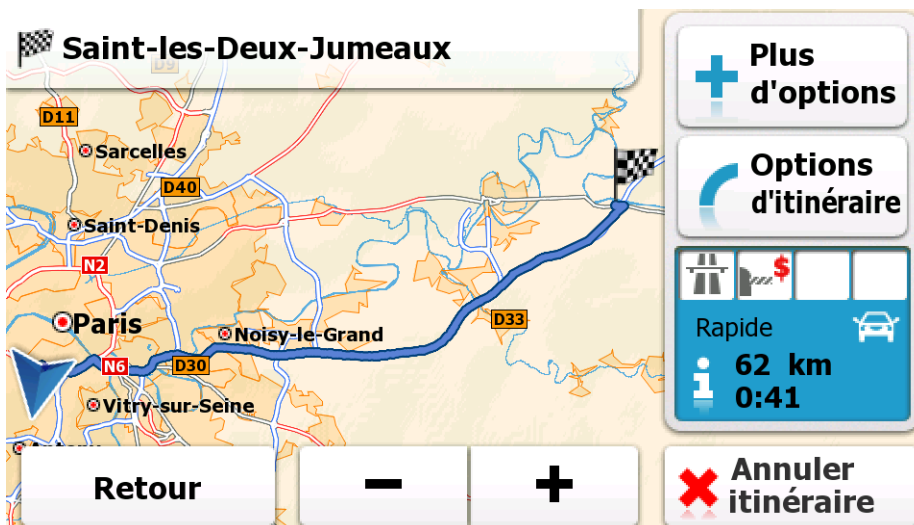 Saint-les-Deux-Jumeaux
D9
D11
Sarcelles
D40
Saint-Denis
N2
Paris
Noisy-le-Grand
D33
N6
D30
Vitry-sur-Seine
Plus
d'options
Options
d'itinéraire
$
Rapide
62 km
0:41
Retour
−
+
Annuler
itinéraire